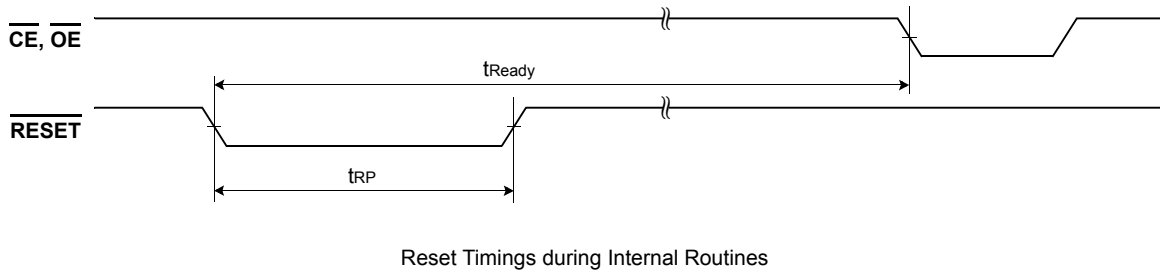 CE, OE
tReady
RESET
tRP
Reset Timings during Internal Routines